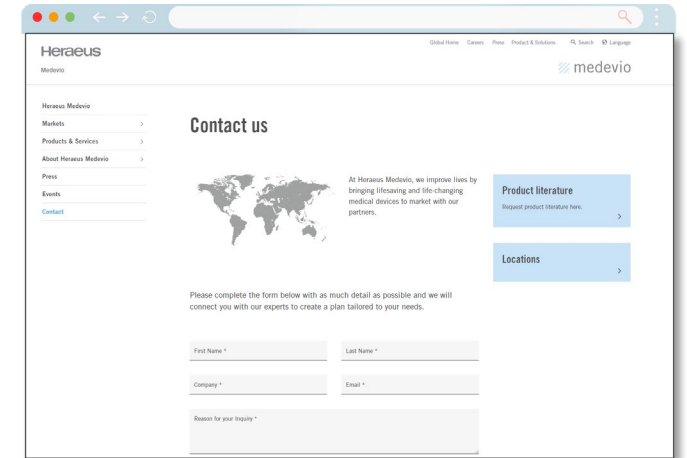 Heraeus
Global Home Careers Press Product & Solutions Search Language
Medevio
medevio
Heraeus Medevio
Markets
Products & Services
About Heraeus Medevio
Press
Events
Contact
Contact us
At Heraeus Medevio, we improve lives by
bringing lifesaving and life-changing
medical devices to market with our
partners.
Product literature
Request product literature here.
Locations
Please complete the form below with as much detail as possible and we will
connect you with our experts to create a plan tailored to your needs.
First Name *
Last Name *
Company *
Email *
Reason for your Inquiry *